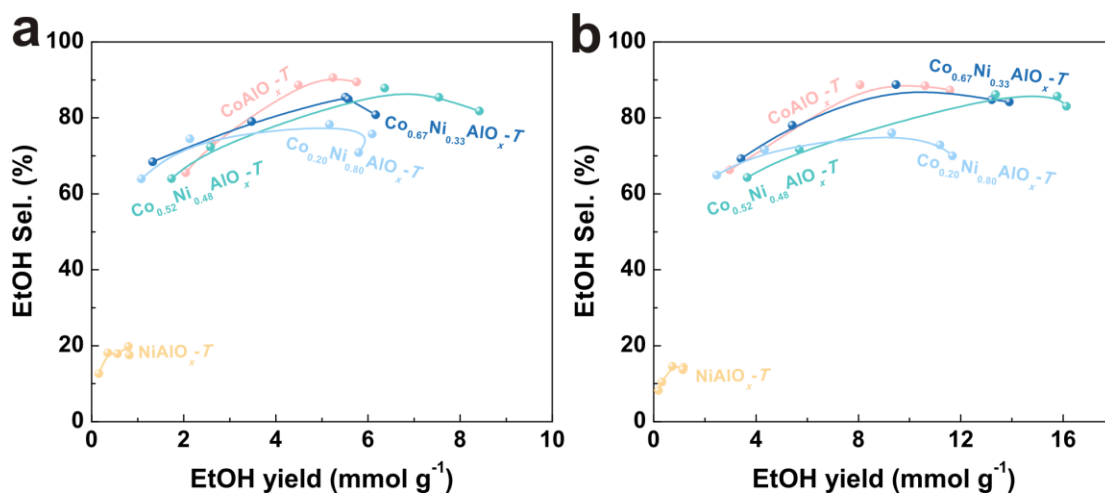 a
EtOH Sel. (%)
100
80
60
40
20
0
CoAlOx-T
Co0.67Ni0.33AlOx-T
Co0.20Ni0.80AlOx-T
Co0.52Ni0.48AlOx-T
NiAlOx-T
0 2 4 6 8 10
EtOH yield (mmol g-1)
b
EtOH Sel. (%)
100
80
60
40
20
0
Co0.67Ni0.33AlOx-T
CoAlOx-T
Co0.20Ni0.80AlOx-T
Co0.52Ni0.48AlOx-T
NiAlOx-T
0 4 8 12 16
EtOH yield (mmol g-1)